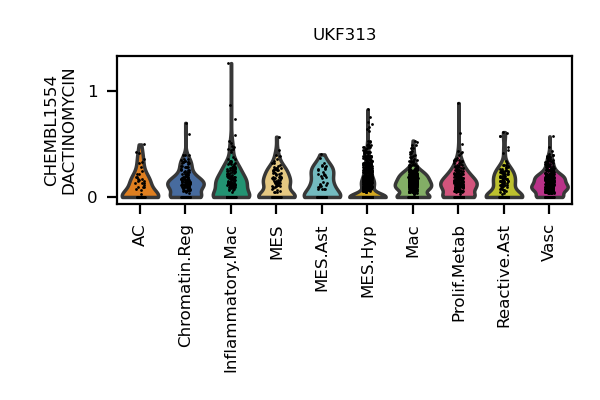 UKF313
CHEMBL1554
DACTINOMYCIN
1
0
AC
Chromatin.Reg
Inflammatory.Mac
MES
MES.Ast
MES.Hyp
Mac
Prolif.Metab
Reactive.Ast
Vasc